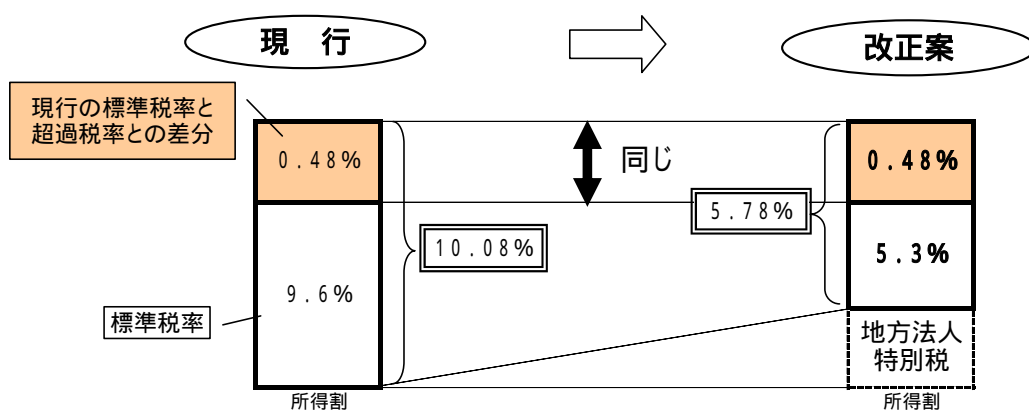 現 行
改正案
現行の標準税率と
超過税率との差分
0.48%
同じ
0.48%
5.78%
10.08%
5.3%
9.6%
標準税率
地方法人
特別税
所得割
所得割